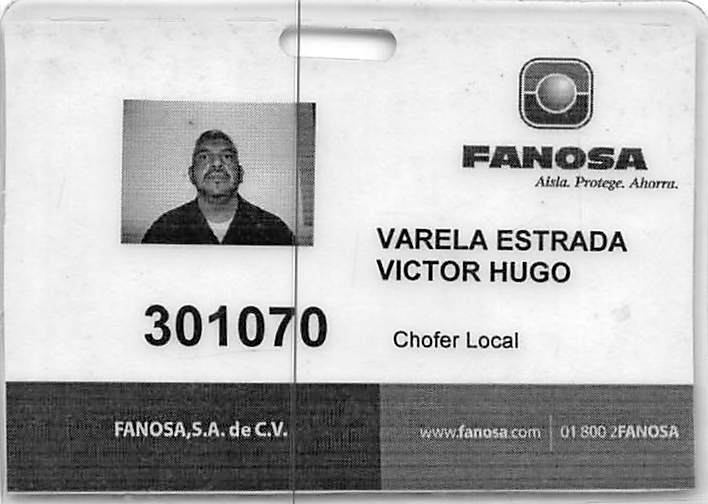 FANOSA
Aisla. Protege. Ahorra.
VARELA ESTRADA
VICTOR HUGO
301070
Chofer Local
FANOSA,S.A. de C.V.
www.fanosa.com | 01 800 2FANOSA